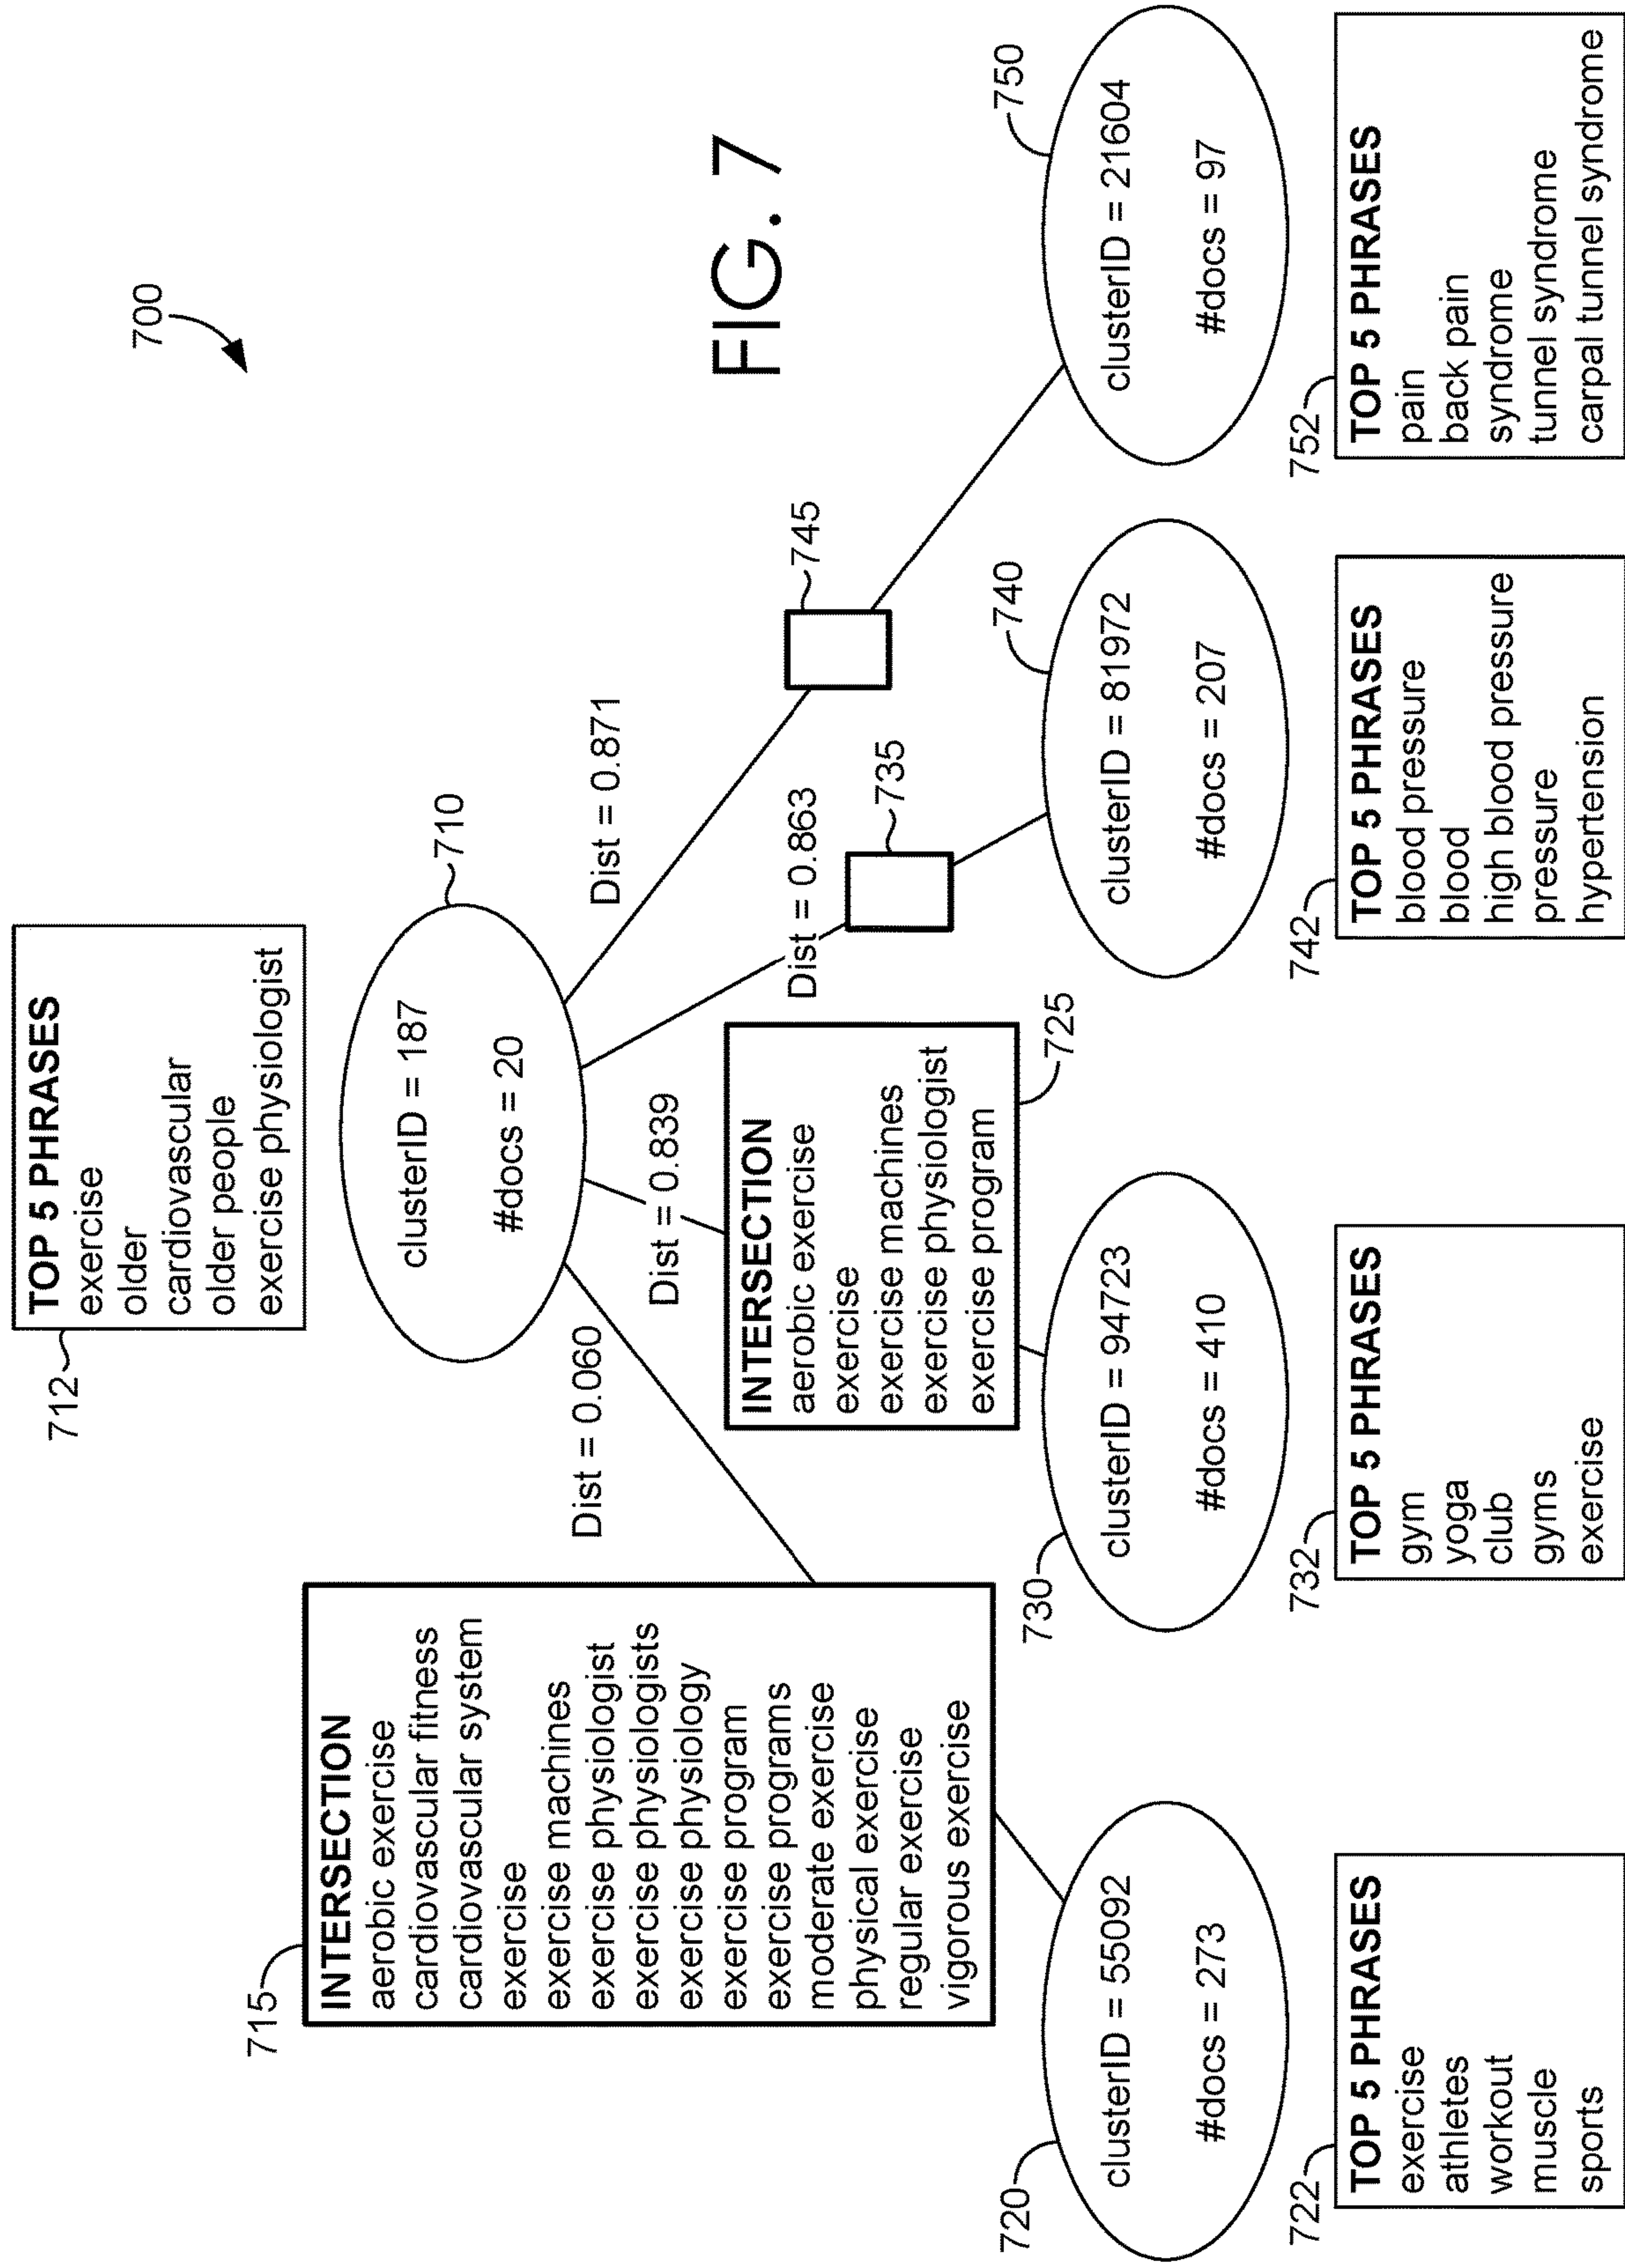 700
712
TOP 5 PHRASES
exercise
older
cardiovascular
older people
exercise physiologist
710
clusterID = 187
#docs = 20
Dist = 0.060
Dist = 0.839
Dist = 0.863
Dist = 0.871
715
INTERSECTION
aerobic exercise
cardiovascular fitness
cardiovascular system
exercise
exercise machines
exercise physiologist
exercise physiologists
exercise physiology
exercise program
exercise programs
moderate exercise
physical exercise
regular exercise
vigorous exercise
INTERSECTION
aerobic exercise
exercise
exercise machines
exercise physiologist
exercise program
725
735
745
FIG. 7
720
clusterID = 55092
#docs = 273
730
clusterID = 94723
#docs = 410
740
clusterID = 81972
#docs = 207
750
clusterID = 21604
#docs = 97
722
TOP 5 PHRASES
exercise
athletes
workout
muscle
sports
732
TOP 5 PHRASES
gym
yoga
club
gyms
exercise
742
TOP 5 PHRASES
blood pressure
blood
high blood pressure
pressure
hypertension
752
TOP 5 PHRASES
pain
back pain
syndrome
tunnel syndrome
carpal tunnel syndrome